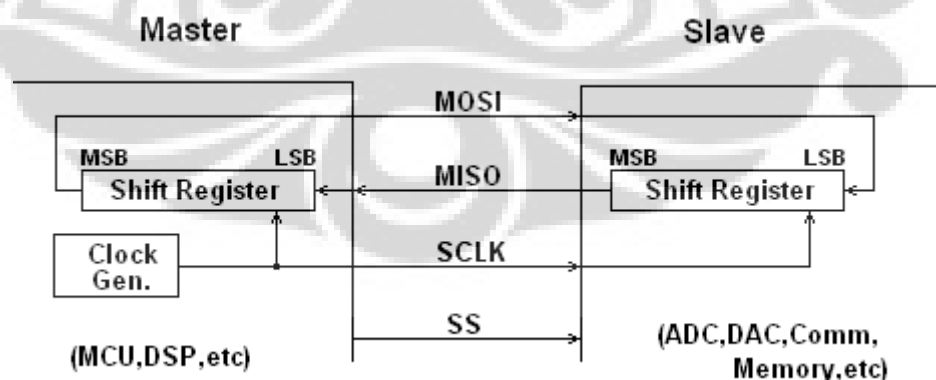 Master
Slave
MOSI
MSB LSB
Shift Register
MISO
MSB LSB
Shift Register
Clock
Gen.
SCLK
SS
(MCU,DSP,etc)
(ADC,DAC,Comm,
Memory,etc)